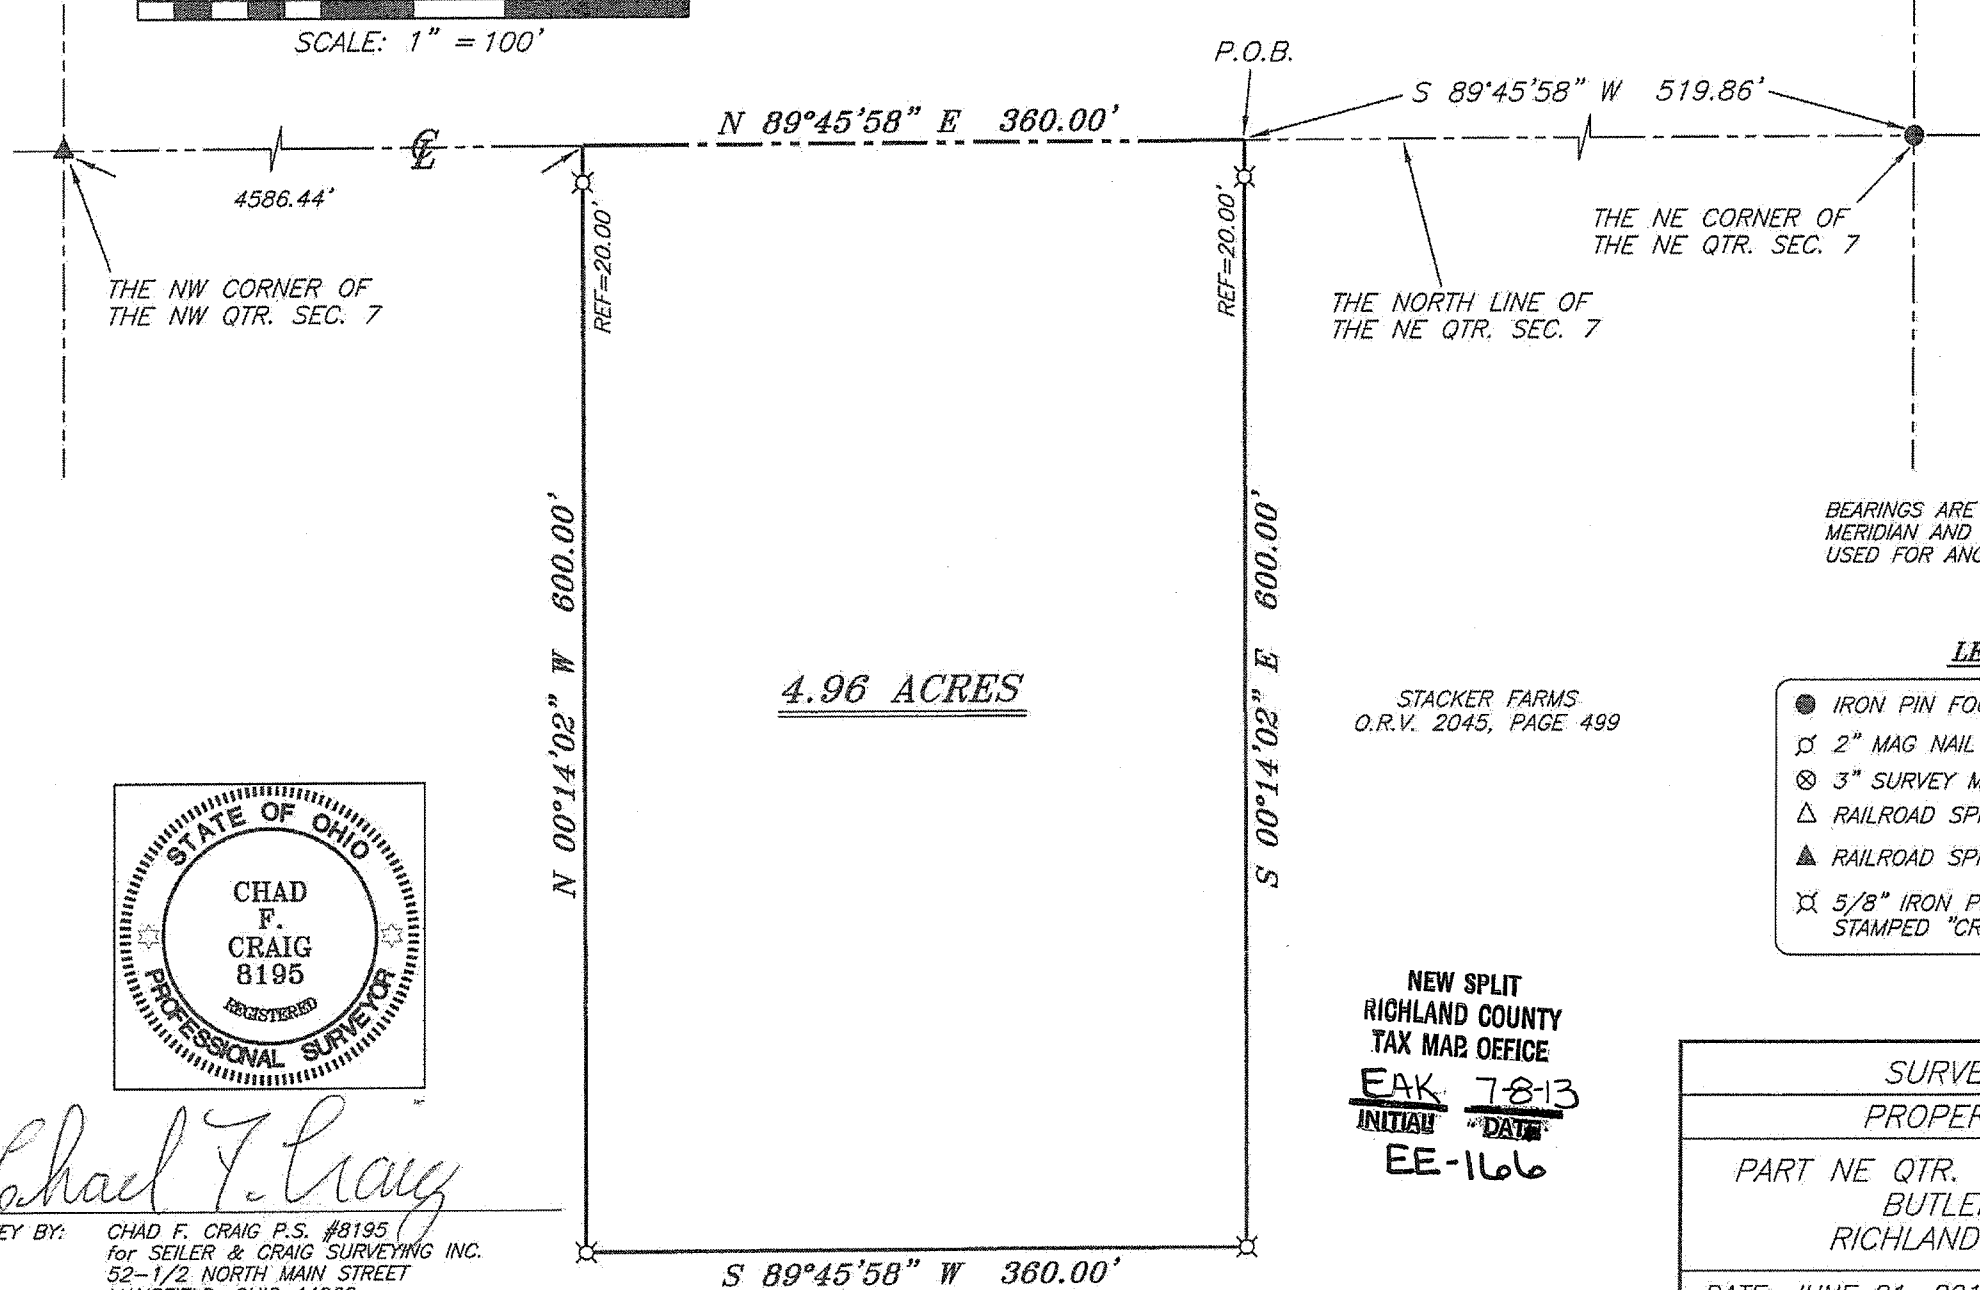 SCALE: 1" = 100'
P.O.B.
N 89°45'58" E 360.00'
S 89°45'58" W 519.86'
℄
4586.44'
THE NW CORNER OF
THE NW QTR. SEC. 7
REF=20.00'
REF=20.00'
THE NE CORNER OF
THE NE QTR. SEC. 7
THE NORTH LINE OF
THE NE QTR. SEC. 7
N 00°14'02" W 600.00'
S 00°14'02" E 600.00'
BEARINGS ARE
MERIDIAN AND
USED FOR
4.96 ACRES
STACKER FARMS
O.R.V. 2045, PAGE 499
IRON PIN
2" MAG NAIL
3" SURVEY
RAILROAD
RAILROAD
5/8" IRON
STAMPED
STATE OF OHIO
CHAD
F.
CRAIG
8195
REGISTERED
PROFESSIONAL SURVEYOR
NEW SPLIT
RICHLAND COUNTY
TAX MAP OFFICE
EAK 7-8-13
INITIAL DATE
EE-166
Chad F. Craig
BY: CHAD F. CRAIG P.S. #8195
for SEILER & CRAIG SURVEYING INC.
52-1/2 NORTH MAIN STREET
S 89°45'58" W 360.00'
PART NE QTR.
RICHLAND